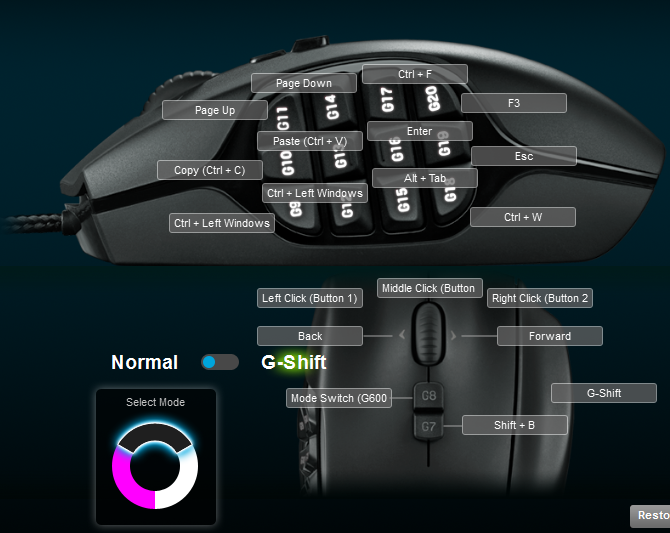 Page Down
Ctrl + F
Page Up
G11
G14
G17
G20
F3
Paste (Ctrl + V)
Enter
Copy (Ctrl + C)
G10
G16
G19
Esc
Ctrl + Left Windows
Alt + Tab
Ctrl + Left Windows
G9
G15
G18
Ctrl + W
Left Click (Button 1)
Middle Click (Button
Right Click (Button 2
Back
Forward
Normal
G-Shift
Mode Switch (G600
G8
G-Shift
G7
Shift + B
Select Mode
Resto